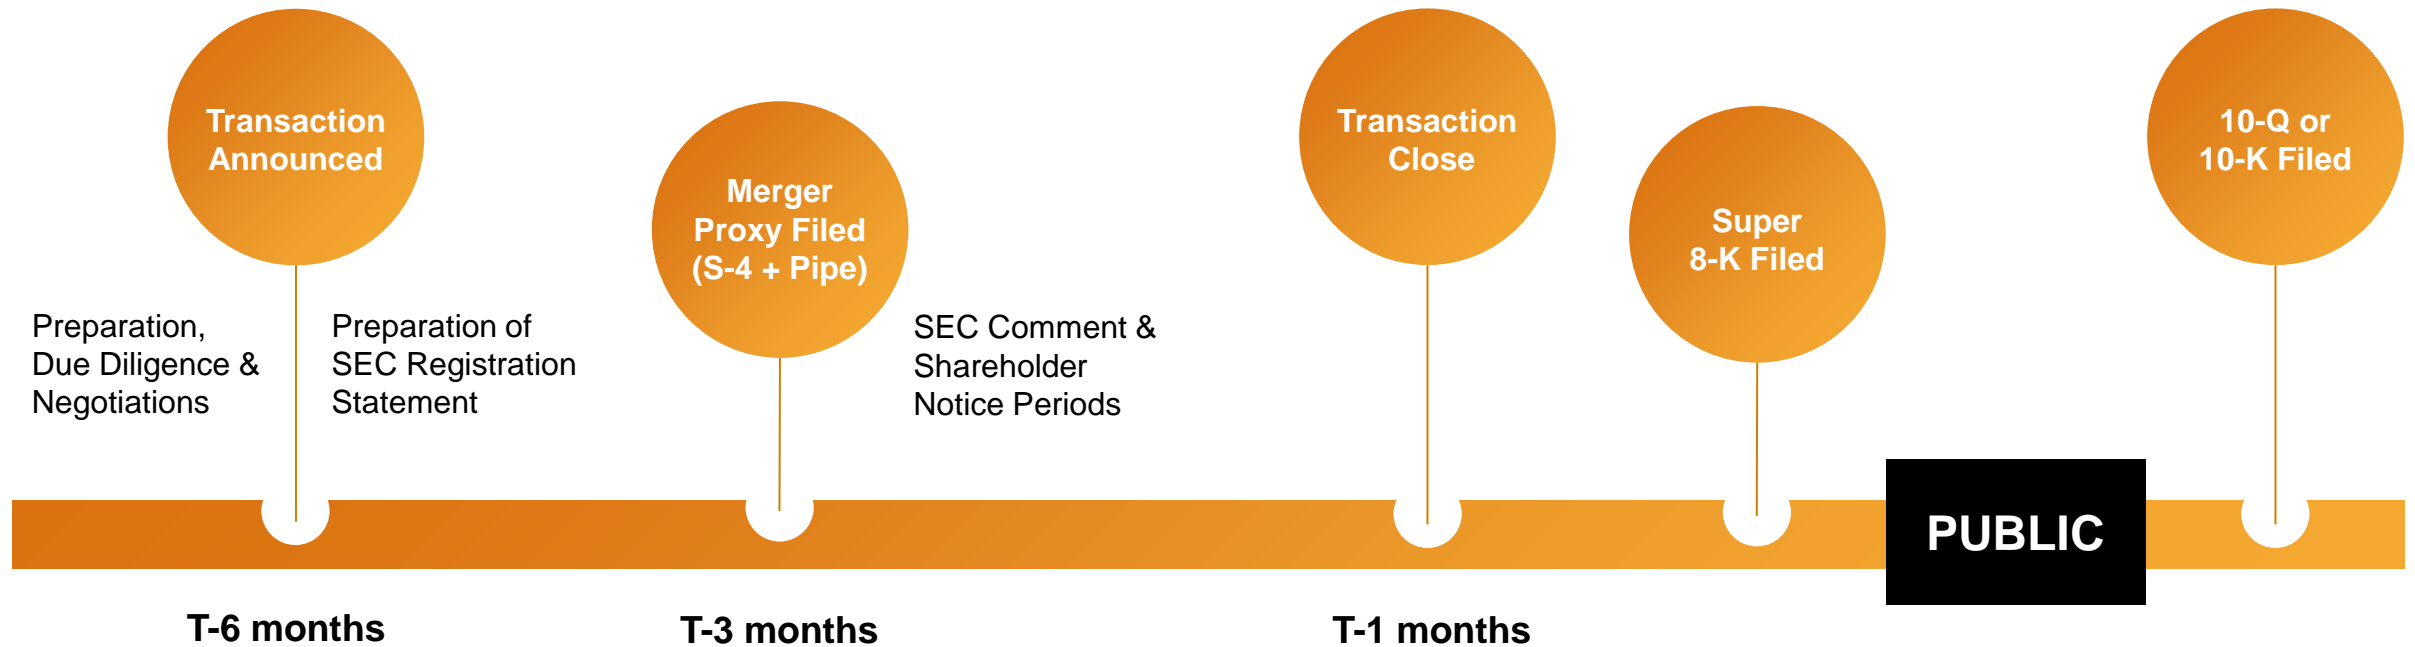 Transaction
Announced
Merger
Proxy Filed
(S-4 + Pipe)
Transaction
Close
Super
8-K Filed
10-Q or
10-K Filed
Preparation,
Due Diligence &
Negotiations
Preparation of
SEC Registration
Statement
SEC Comment &
Shareholder
Notice Periods
PUBLIC
T-6 months
T-3 months
T-1 months